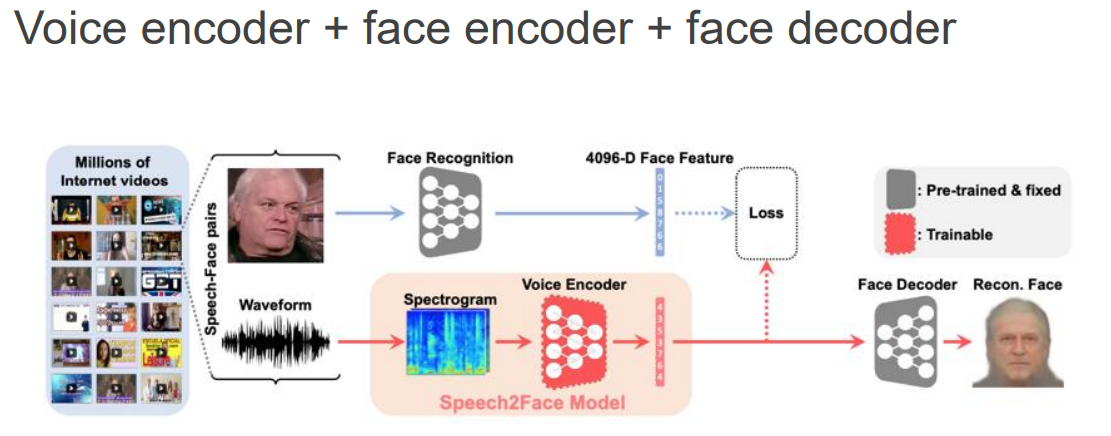 Voice encoder + face encoder + face decoder
Millions of
Internet videos
Speech-Face pairs
Face Recognition
4096-D Face Feature
0
1
5
8
7
6
6
Loss
: Pre-trained & fixed
: Trainable
Waveform
Spectrogram
Voice Encoder
4
3
5
3
7
6
4
Speech2Face Model
Face Decoder
Recon. Face